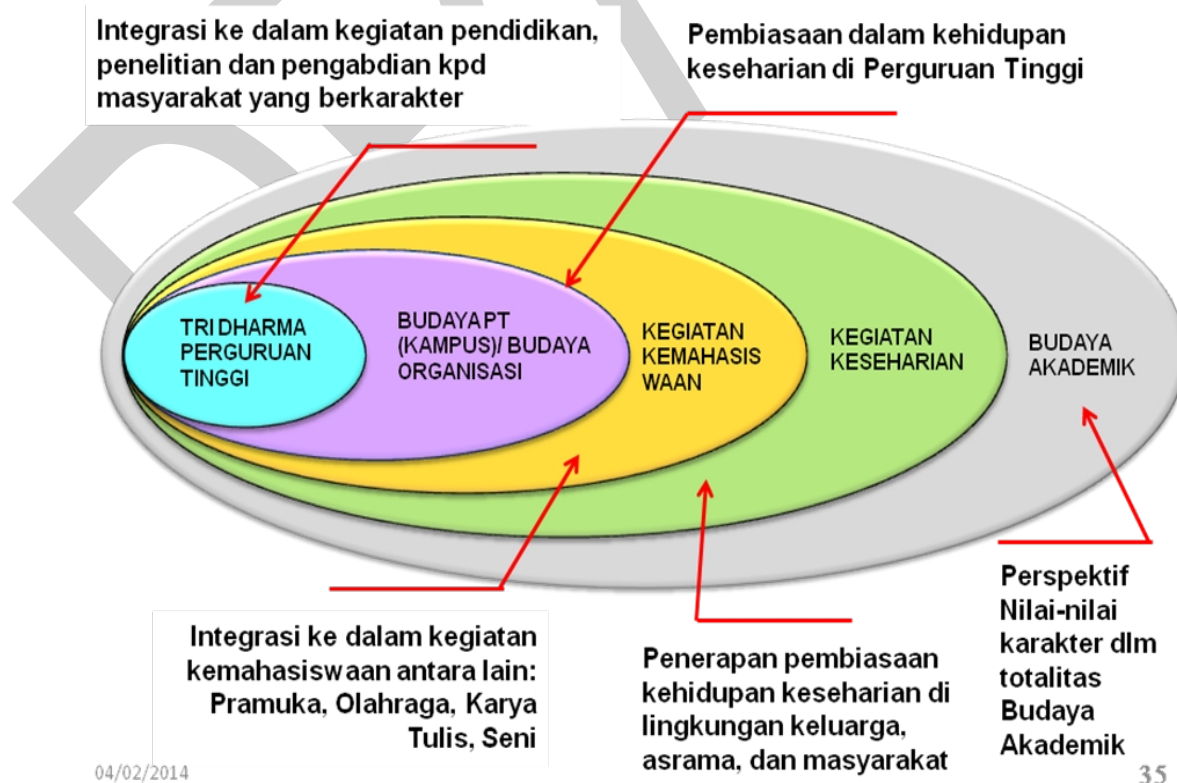 Integrasi ke dalam kegiatan pendidikan,
penelitian dan pengabdian kpd
masyarakat yang berkarakter
Pembiasaan dalam kehidupan
keseharian di Perguruan Tinggi
TRI DHARMA
PERGURUAN
TINGGI
BUDAYA PT
(KAMPUS)/ BUDAYA
ORGANISASI
KEGIATAN
KEMAHASIS
WAAN
KEGIATAN
KESEHARIAN
BUDAYA
AKADEMIK
Integrasi ke dalam kegiatan
kemahasiswaan antara lain:
Pramuka, Olahraga, Karya
Tulis, Seni
Penerapan pembiasaan
kehidupan keseharian di
lingkungan keluarga,
asrama, dan masyarakat
Perspektif
Nilai-nilai
karakter dlm
totalitas
Budaya
Akademik
04/02/2014
35